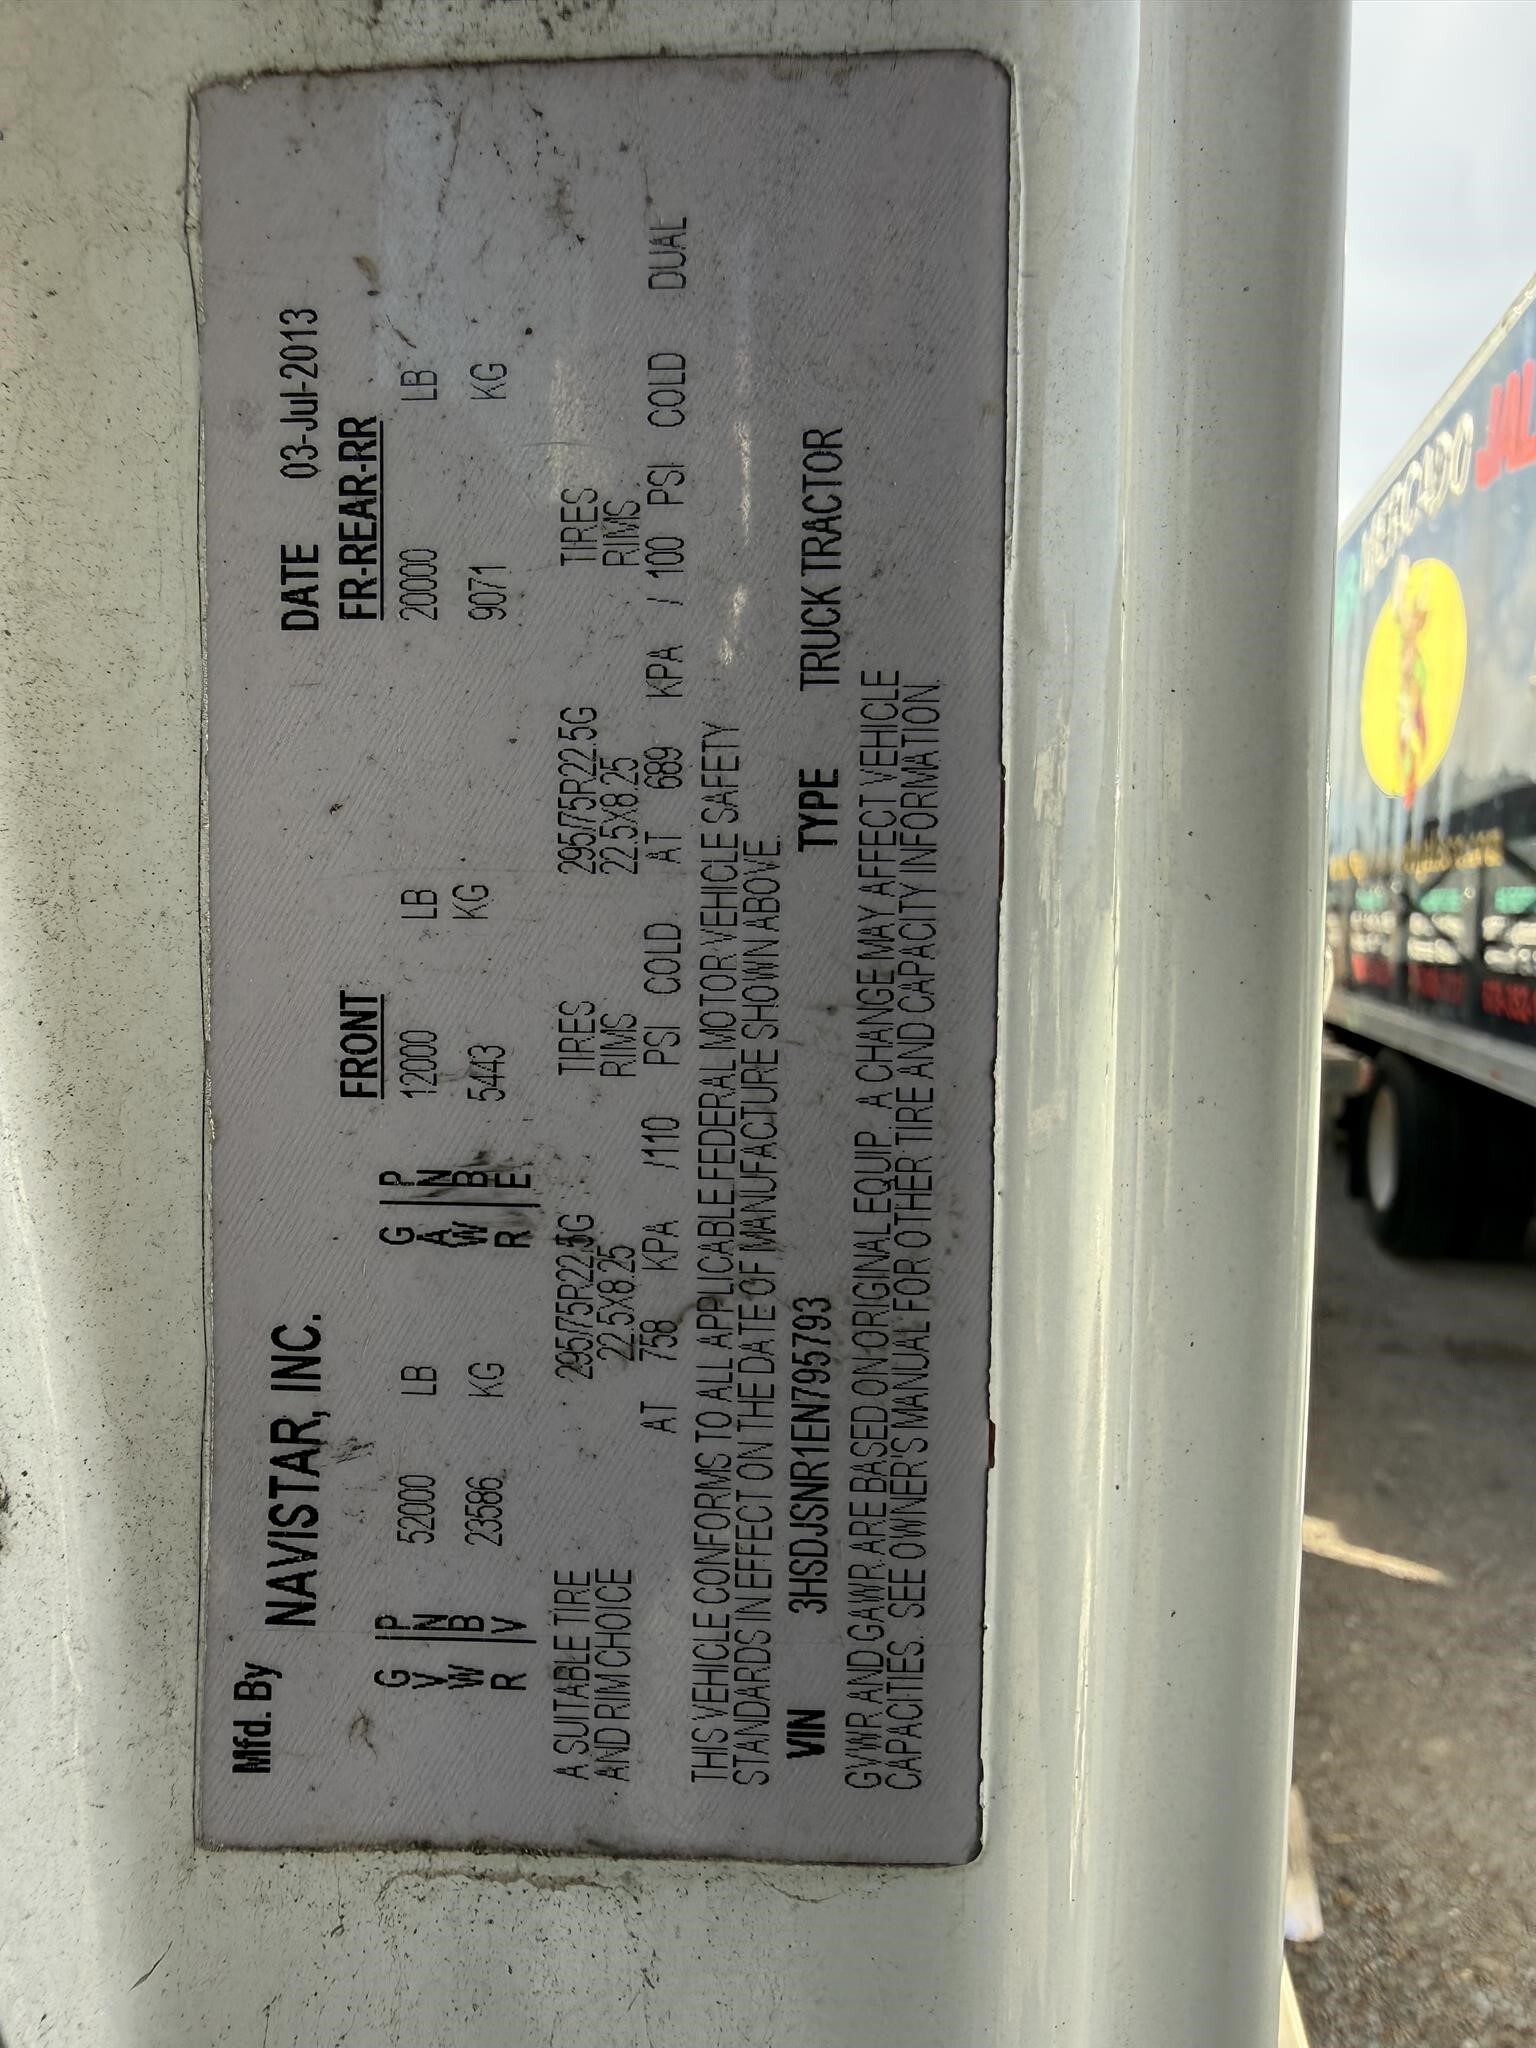 Mfd. By
NAVISTAR, INC.
DATE 03-Jul-2013
FRONT FR-REAR-RR
G P 52000 LB G P 12000 LB 20000 LB
V N A N
W B 23586 KG W B 5443 KG 9071 KG
R V R E
A SUITABLE TIRE 295/75R22.5G TIRES 295/75R22.5G TIRES
AND RIM CHOICE 22.5X8.25 RIMS 22.5X8.25 RIMS
AT 758 KPA /110 PSI COLD AT 689 KPA / 100 PSI COLD DUAL
THIS VEHICLE CONFORMS TO ALL APPLICABLE FEDERAL MOTOR VEHICLE SAFETY
STANDARDS IN EFFECT ON THE DATE OF MANUFACTURE SHOWN ABOVE.
VIN 3HSDJSNR1EN795793 TYPE TRUCK TRACTOR
GVWR AND GAWR ARE BASED ON ORIGINAL EQUIP. A CHANGE MAY AFFECT VEHICLE
CAPACITIES. SEE OWNER'S MANUAL FOR OTHER TIRE AND CAPACITY INFORMATION.
MERCADO